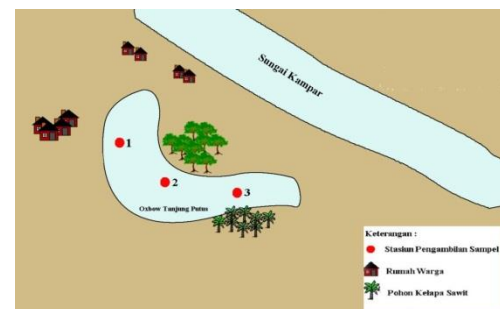 Sungai Kampar
1
2
3
Oxbow Tanjung Putus
Keterangan :
Stasiun Pengambilan Sampel
Rumah Warga
Pohon Kelapa Sawit